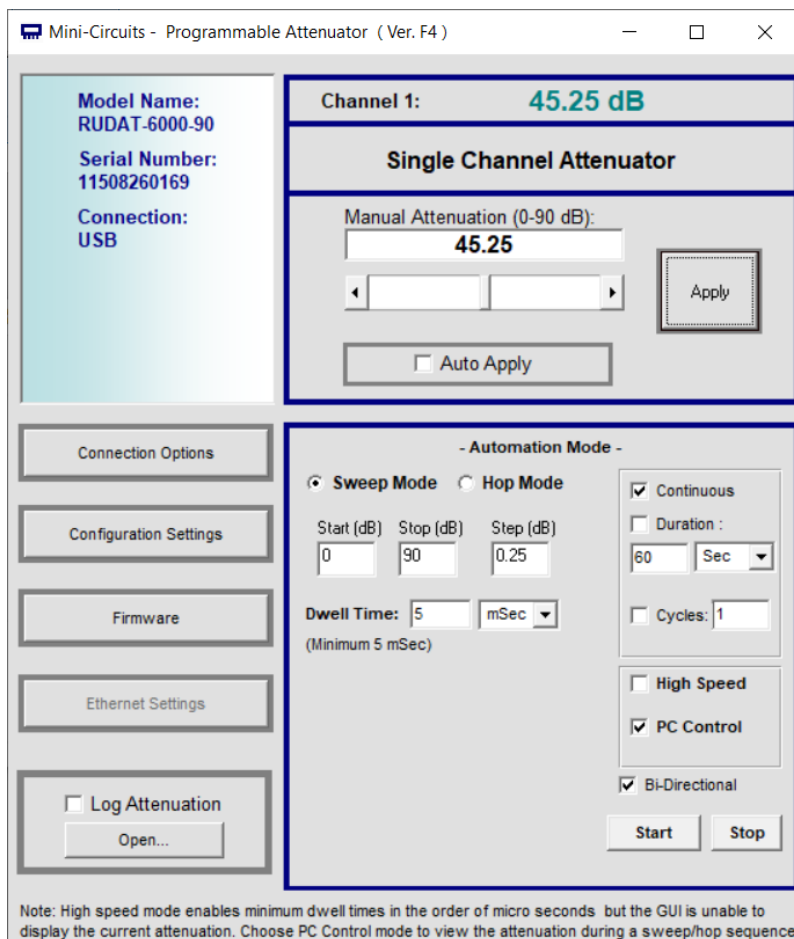 Mini-Circuits - Programmable Attenuator ( Ver. F4 )
Model Name:
RUDAT-6000-90
Serial Number:
11508260169
Connection:
USB
Channel 1: 45.25 dB
Single Channel Attenuator
Manual Attenuation (0-90 dB):
45.25
Apply
Auto Apply
Connection Options
Configuration Settings
Firmware
Ethernet Settings
Log Attenuation
Open...
- Automation Mode -
Sweep Mode Hop Mode
Start (dB) Stop (dB) Step (dB)
0 90 0.25
Dwell Time: 5 mSec
(Minimum 5 mSec)
Continuous
Duration :
60 Sec
Cycles: 1
High Speed
PC Control
Bi-Directional
Start Stop
Note: High speed mode enables minimum dwell times in the order of micro seconds but the GUI is unable to
display the current attenuation. Choose PC Control mode to view the attenuation during a sweep/hop sequence